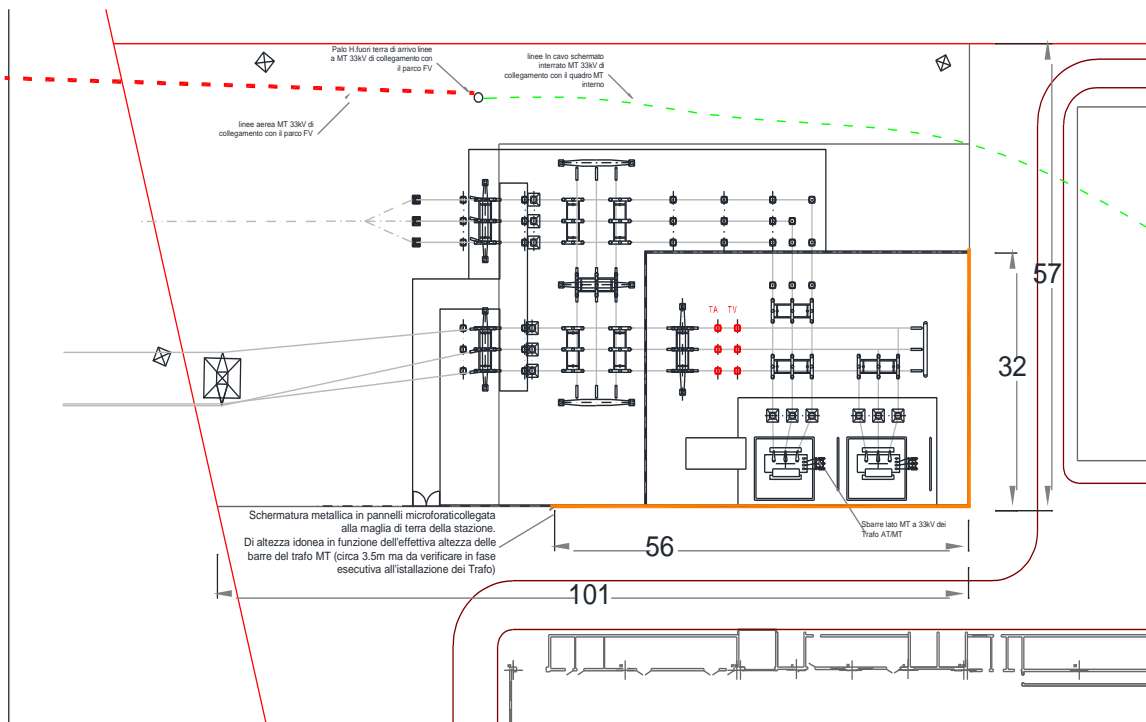 Palo H.fuori terra di arrivo linee
a MT 33kV di collegamento con
il parco FV
linee In cavo schermato
interrato MT 33kV di
collegamento con il quadro MT
interno
linee aerea MT 33kV di
collegamento con il parco FV
57
TA TV
32
Schermatura metallica in pannelli microforaticollegata
alla maglia di terra della stazione.
Di altezza idonea in funzione dell'effettiva altezza delle
barre del trafo MT (circa 3.5m ma da verificare in fase
esecutiva all'istallazione dei Trafo)
Sbarre lato MT a 33kV dei
Trafo AT/MT
56
101